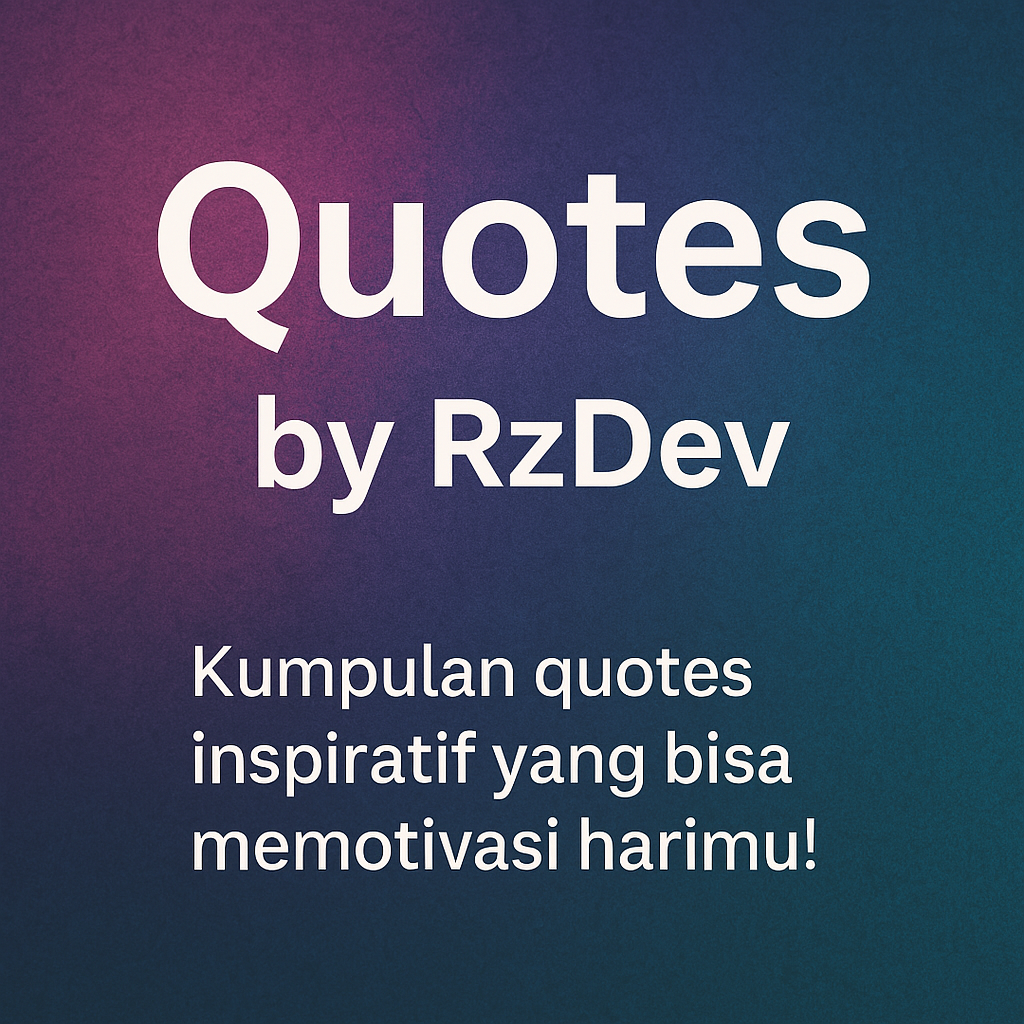 Quotes
by RzDev
Kumpulan quotes
inspiratif yang bisa
memotivasi harimu!